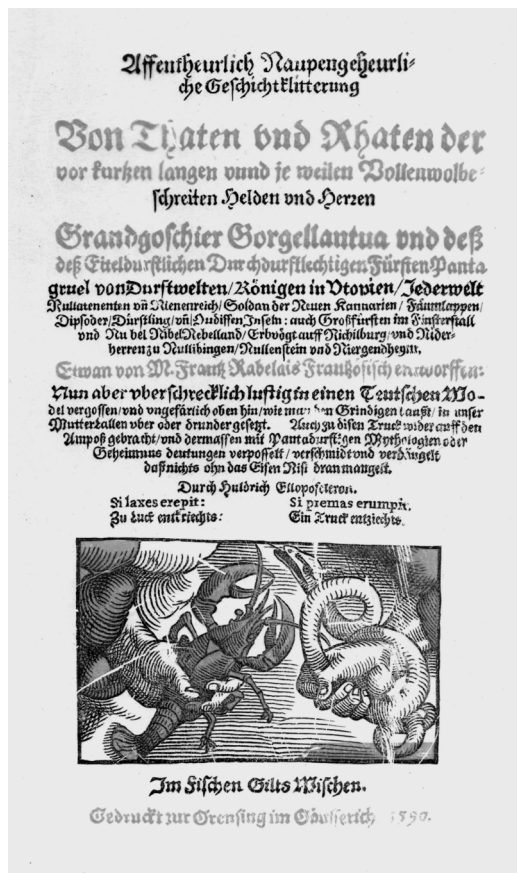 Affentheurlich Naupengeheurli-
che Geschichtklitterung
Von Thaten vnd Rhaten der
vor kurtzen langen vnnd je weilen Vollenwolbe-
schreiten Helden vnd Herren
Grandgoschier Gorgellantua vnd deß
deß Eiteldurstlichen Durchdurstlechtigen Fürsten Panta
gruel von Durstwelten/ Königen in Vtopien/ Jederwelt
Nullatenenten vñ Nienenreich/ Soldan der Neuen Kannarien/ Fäumlappen/
Dipsoder/ Dürstling/ vñ Oudissen Inseln: auch Großfürsten im Finsterstall
vnd Nu bel NibelNebelland/ Erbvögt auff Nichilburg/ vnd Nider-
herren zu Nullibingen/ Nullenstein vnd Niergendheym.
Etwan von M. Frantz Rabelais Frantzösisch entworffen:
Nun aber vberschrecklich lustig in einen Teutschen Mo-
del vergossen/ vnd vngefärlich oben hin/ wie man den Grindigen laußt/ in vnser
Mutterlallen vber oder drunder gesetzt. Auch zu disen Truck wider auff den
Ampoß gebracht/ vnd dermassen mit Pantadurstigen Mythologien oder
Geheimnus deutungen verposselt/ verschmidt vnd verdängelt
daß nichts ohn das Eisen Nisi dran mangelt.
Durch Huldrich Elloposcleron.
Si laxes erepit: Si premas erumpit.
Zu Luck entkriechts: Ein Truck entziechts.
Im Fischen Gilts Mischen.
Gedruckt zur Grensing im Gänsserich 1590.